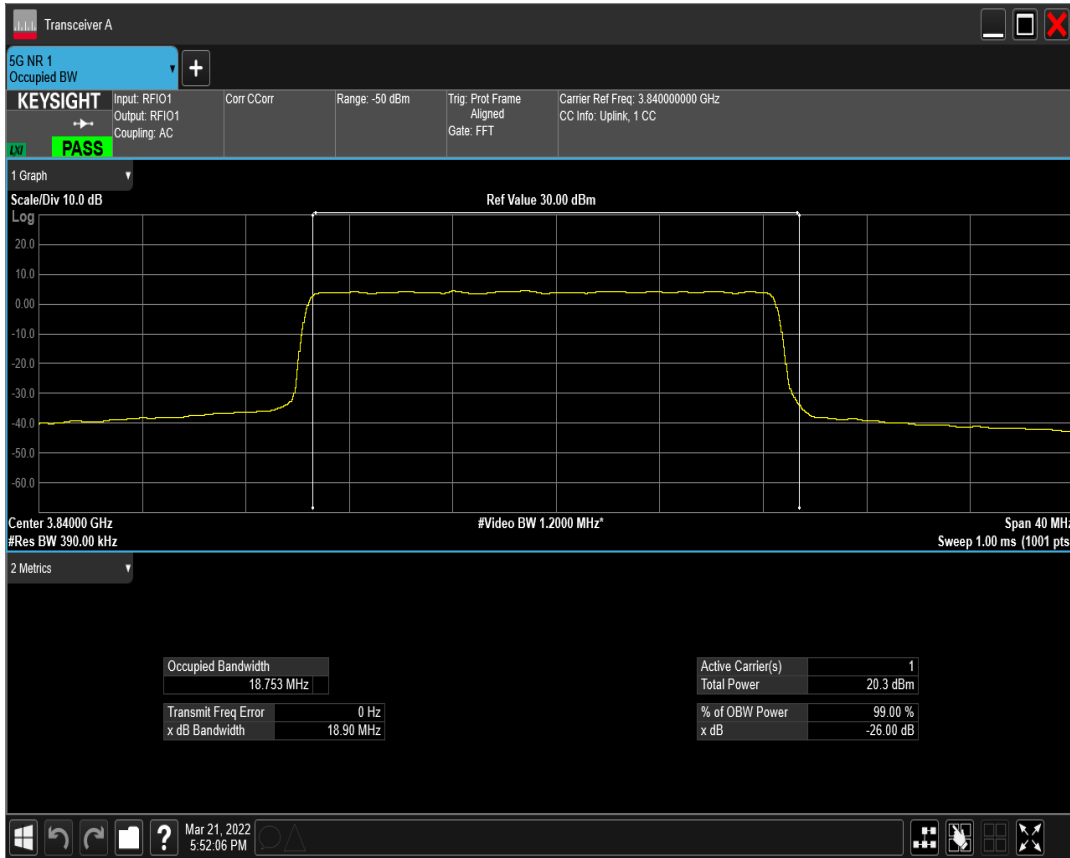 Transceiver A
5G NR 1
Occupied BW
+
KEYSIGHT
LXI
PASS
Input: RFIO1
Output: RFIO1
Coupling: AC
Corr CCorr
Range: -50 dBm
Trig: Prot Frame
Aligned
Gate: FFT
Carrier Ref Freq: 3.840000000 GHz
CC Info: Uplink, 1 CC
1 Graph
Scale/Div 10.0 dB
Ref Value 30.00 dBm
Log
20.0
10.0
0.00
-10.0
-20.0
-30.0
-40.0
-50.0
-60.0
Center 3.84000 GHz
#Video BW 1.2000 MHz*
Span 40 MHz
#Res BW 390.00 kHz
Sweep 1.00 ms (1001 pts
2 Metrics
Occupied Bandwidth
18.753 MHz
Transmit Freq Error 0 Hz
x dB Bandwidth 18.90 MHz
Active Carrier(s) 1
Total Power 20.3 dBm
% of OBW Power 99.00 %
x dB -26.00 dB
?
Mar 21, 2022
5:52:06 PM